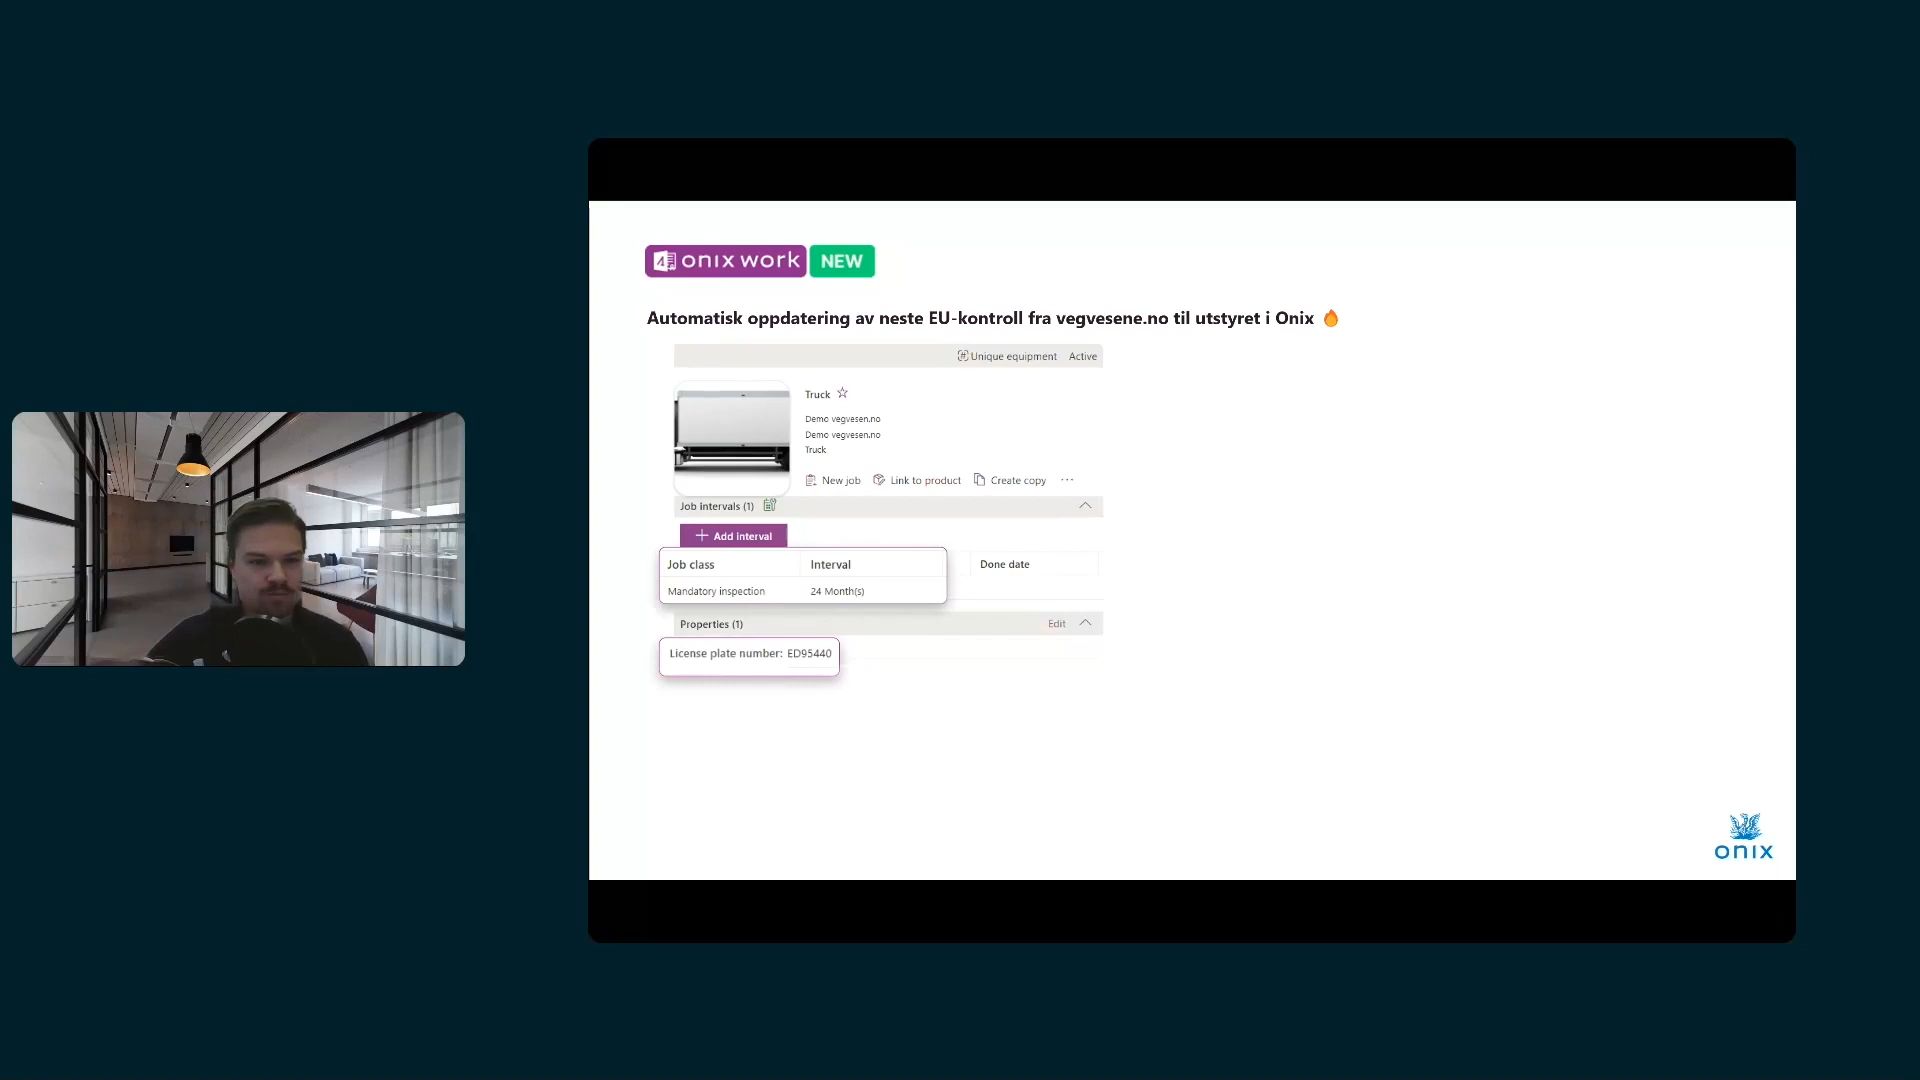 onix work NEW
Automatisk oppdatering av neste EU-kontroll fra vegvesene.no til utstyret i Onix 🔥
Unique equipment Active
Truck
Demo vegvesen.no
Demo vegvesen.no
Truck
New job Link to product Create copy ...
Job intervals (1)
+ Add interval
Job class Interval Done date
Mandatory inspection 24 Month(s)
Properties (1) Edit
License plate number: ED95440
onix